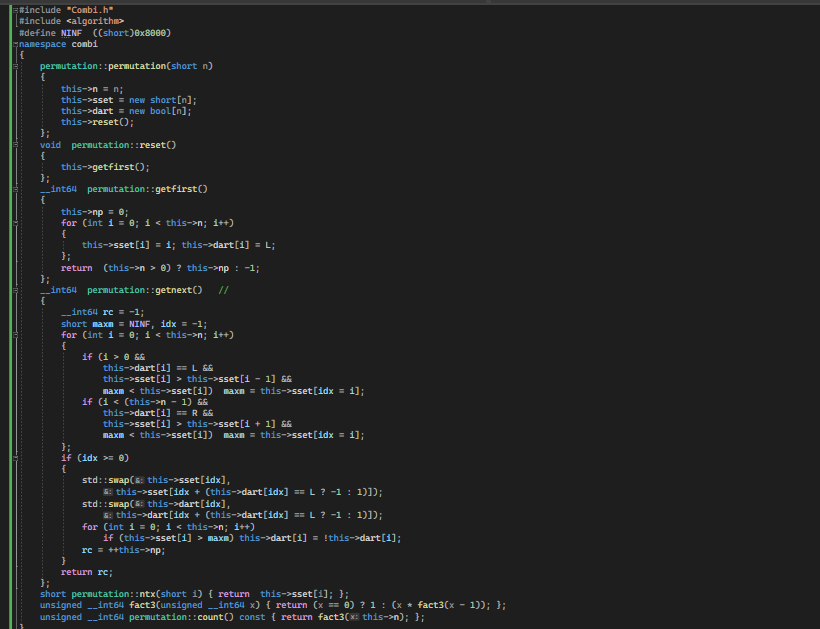 #include "Combi.h"
#include <algorithm>
#define NINF  ((short)0x8000)
namespace combi
{
    permutation::permutation(short n)
    {
        this->n = n;
        this->sset = new short[n];
        this->dart = new bool[n];
        this->reset();
    };
    void  permutation::reset()
    {
        this->getfirst();
    };
    __int64  permutation::getfirst()
    {
        this->np = 0;
        for (int i = 0; i < this->n; i++)
        {
            this->sset[i] = i; this->dart[i] = L;
        };
        return  (this->n > 0) ? this->np : -1;
    };
    __int64  permutation::getnext()   //
    {
        __int64 rc = -1;
        short maxm = NINF, idx = -1;
        for (int i = 0; i < this->n; i++)
        {
            if (i > 0 &&
                this->dart[i] == L &&
                this->sset[i] > this->sset[i - 1] &&
                maxm < this->sset[i])  maxm = this->sset[idx = i];
            if (i < (this->n - 1) &&
                this->dart[i] == R &&
                this->sset[i] > this->sset[i + 1] &&
                maxm < this->sset[i])  maxm = this->sset[idx = i];
        };
        if (idx >= 0)
        {
            std::swap(&: this->sset[idx],
                &: this->sset[idx + (this->dart[idx] == L ? -1 : 1)]);
            std::swap(&: this->dart[idx],
                &: this->dart[idx + (this->dart[idx] == L ? -1 : 1)]);
            for (int i = 0; i < this->n; i++)
                if (this->sset[i] > maxm) this->dart[i] = !this->dart[i];
            rc = ++this->np;
        }
        return rc;
    };
    short permutation::ntx(short i) { return  this->sset[i]; };
    unsigned __int64 fact3(unsigned __int64 x) { return (x == 0) ? 1 : (x * fact3(x - 1)); };
    unsigned __int64 permutation::count() const { return fact3(x: this->n); };
}